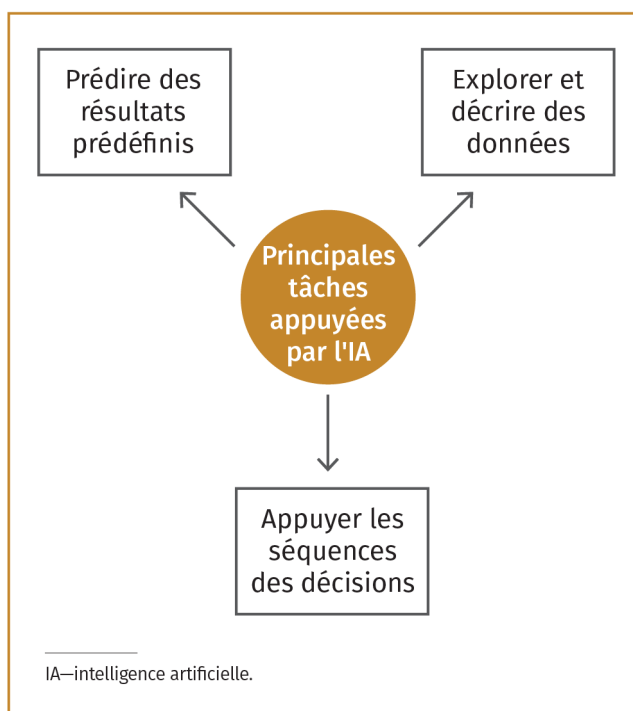 Prédire des
résultats
prédéfinis
Explorer et
décrire des
données
Principales
tâches
appuyées
par l'IA
Appuyer les
séquences
des décisions
IA—intelligence artificielle.